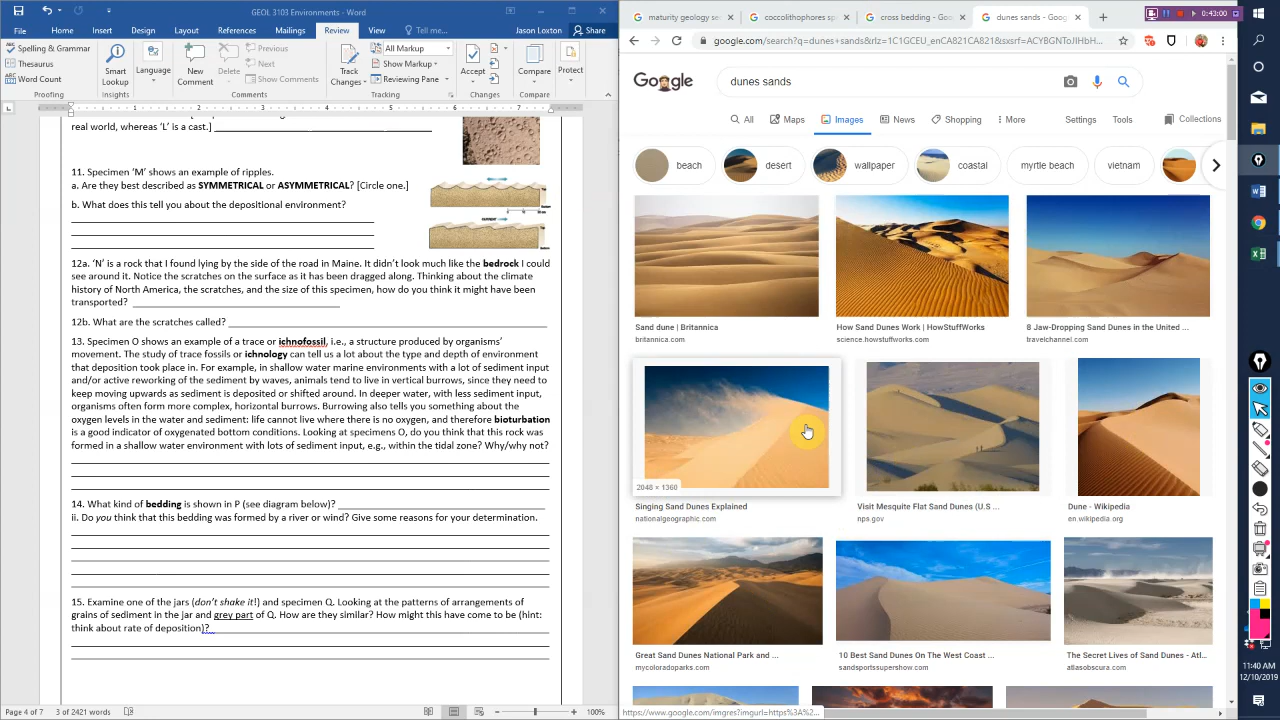 GEOL 3103 Environments - Word
Jason Loxton
File Home Insert Design Layout References Mailings Review View Tell me... Share
Spelling & Grammar
Thesaurus
Word Count
Proofing
Smart Lookup
Insights
Language
New Comment
Delete
Previous
Next
Show Comments
Comments
Track Changes
All Markup
Show Markup
Reviewing Pane
Tracking
Accept
Changes
Compare
Compare
Protect
real world, whereas 'L' is a cast.]
11. Specimen 'M' shows an example of ripples.
a. Are they best described as SYMMETRICAL or ASYMMETRICAL? [Circle one.]
b. What does this tell you about the depositional environment?
12a. 'N' is a rock that I found lying by the side of the road in Maine. It didn't look much like the bedrock I could
see around it. Notice the scratches on the surface as it has been dragged along. Thinking about the climate
history of North America, the scratches, and the size of this specimen, how do you think it might have been
transported?
12b. What are the scratches called?
13. Specimen O shows an example of a trace or ichnofossil, i.e., a structure produced by organisms'
movement. The study of trace fossils or ichnology can tell us a lot about the type and depth of environment
that deposition took place in. For example, in shallow water marine environments with a lot of sediment input
and/or active reworking of the sediment by waves, animals tend to live in vertical burrows, since they need to
keep moving upwards as sediment is deposited or shifted around. In deeper water, with less sediment input,
organisms often form more complex, horizontal burrows. Burrowing also tells you something about the
oxygen levels in the water and sediment: life cannot live where there is no oxygen, and therefore bioturbation
is a good indicator of oxygenated bottom conditions. Looking at specimens O, do you think that this rock was
formed in a shallow water environment with lots of sediment input, e.g., within the tidal zone? Why/why not?
14. What kind of bedding is shown in P (see diagram below)?
ii. Do you think that this bedding was formed by a river or wind? Give some reasons for your determination.
15. Examine one of the jars (don't shake it!) and specimen Q. Looking at the patterns of arrangements of
grains of sediment in the jar and grey part of Q. How are they similar? How might this have come to be (hint:
think about rate of deposition)?
Page 4 of 7 3 of 2421 words
100%
maturity geology se
coccolithophores sp
cross bedding - Goo
dunes sands - Goog
00:43:00
google.com/search?q=dunes+sands&rlz=1C1GCEU_enCA821CA821&sxsrf=ACYBGNToJIHbH...
Google
dunes sands
All Maps Images News Shopping More Settings Tools Collections
beach desert wallpaper coastal myrtle beach vietnam
Sand dune | Britannica
britannica.com
How Sand Dunes Work | HowStuffWorks
science.howstuffworks.com
8 Jaw-Dropping Sand Dunes in the United ...
travelchannel.com
2048 × 1360
Singing Sand Dunes Explained
nationalgeographic.com
Visit Mesquite Flat Sand Dunes (U.S ...
nps.gov
Dune - Wikipedia
en.wikipedia.org
Great Sand Dunes National Park and ...
mycoloradoparks.com
10 Best Sand Dunes On The West Coast ...
sandsportssupershow.com
The Secret Lives of Sand Dunes - Atl...
atlasobscura.com
https://www.google.com/imgres?imgurl=https%3A%2...
11:40 AM
12/10/2019